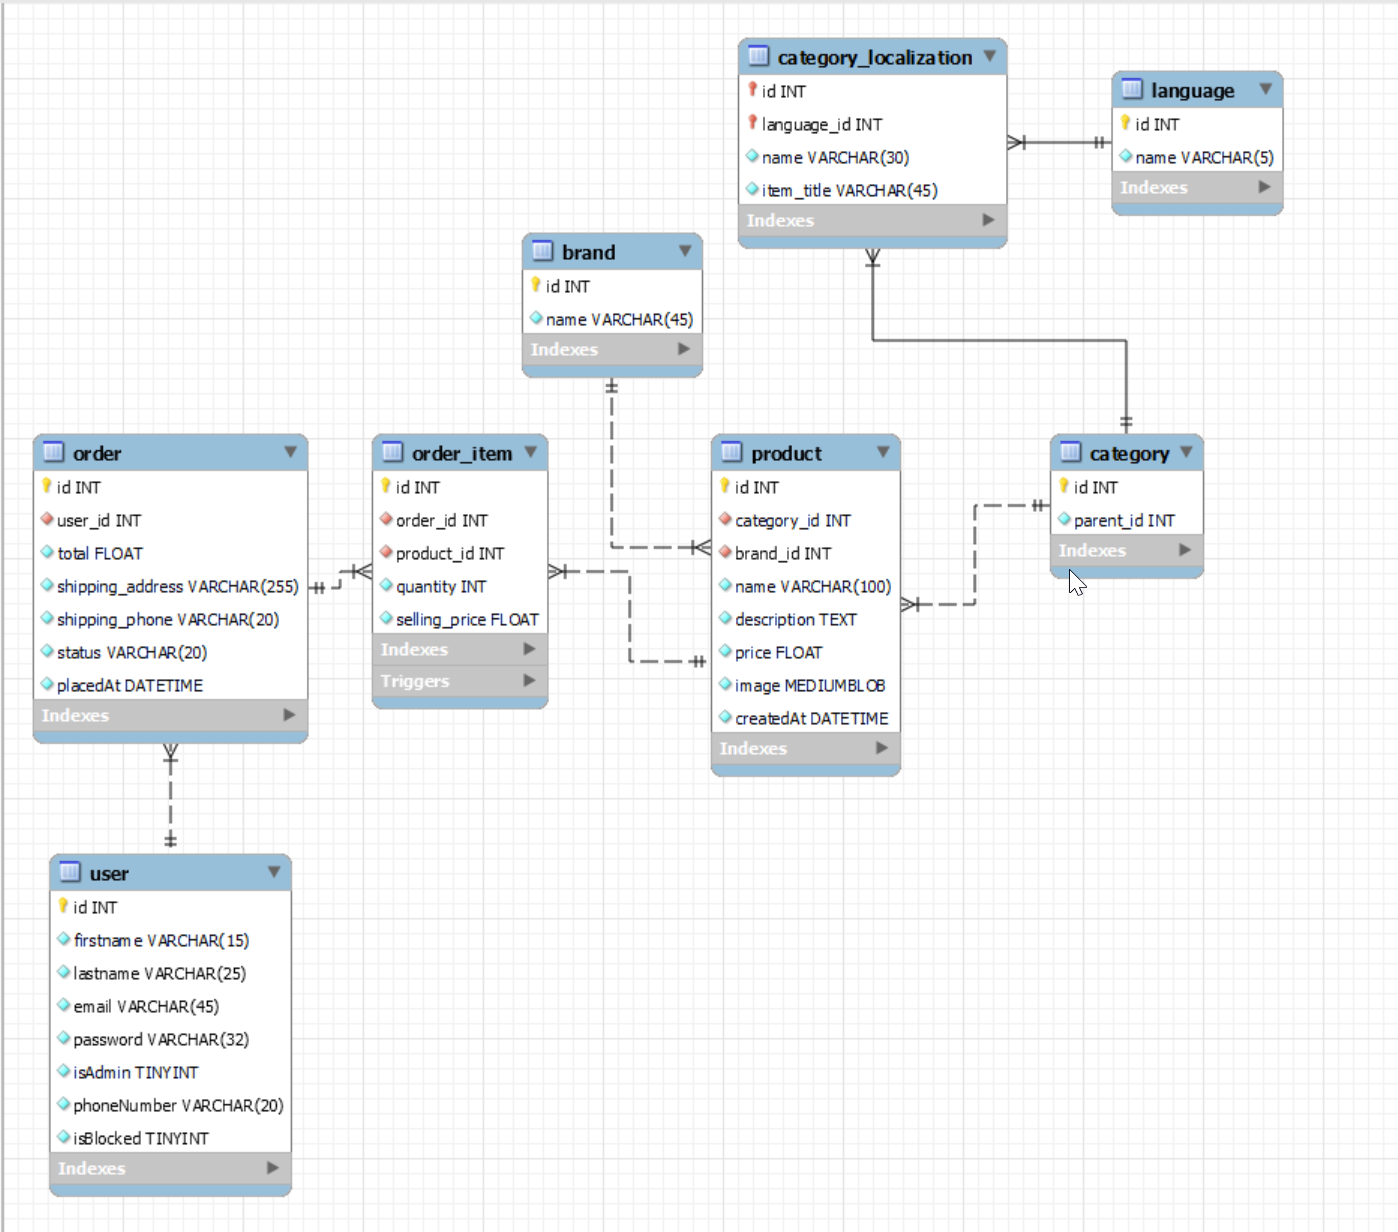 category_localization
id INT
language_id INT
name VARCHAR(30)
item_title VARCHAR(45)
Indexes
language
id INT
name VARCHAR(5)
Indexes
brand
id INT
name VARCHAR(45)
Indexes
order
id INT
user_id INT
total FLOAT
shipping_address VARCHAR(255)
shipping_phone VARCHAR(20)
status VARCHAR(20)
placedAt DATETIME
Indexes
order_item
id INT
order_id INT
product_id INT
quantity INT
selling_price FLOAT
Indexes
Triggers
product
id INT
category_id INT
brand_id INT
name VARCHAR(100)
description TEXT
price FLOAT
image MEDIUMBLOB
createdAt DATETIME
Indexes
category
id INT
parent_id INT
Indexes
user
id INT
firstname VARCHAR(15)
lastname VARCHAR(25)
email VARCHAR(45)
password VARCHAR(32)
isAdmin TINYINT
phoneNumber VARCHAR(20)
isBlocked TINYINT
Indexes